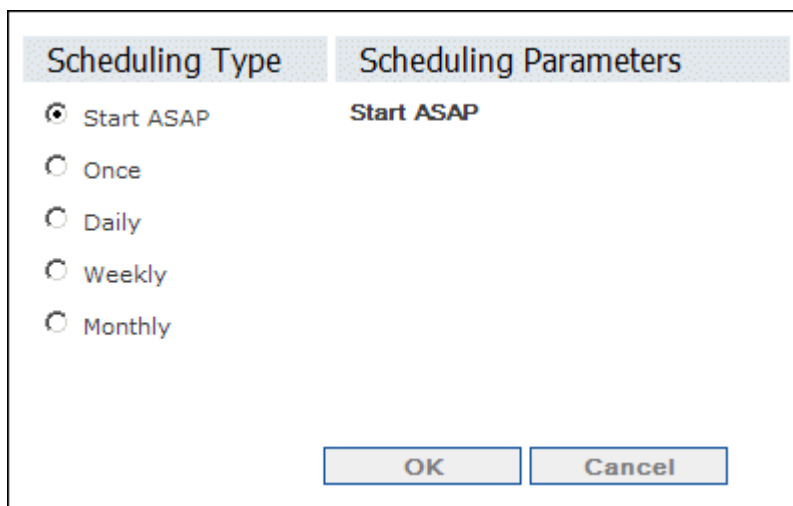 Scheduling Type
Scheduling Parameters
Start ASAP
Start ASAP
Once
Daily
Weekly
Monthly
OK
Cancel